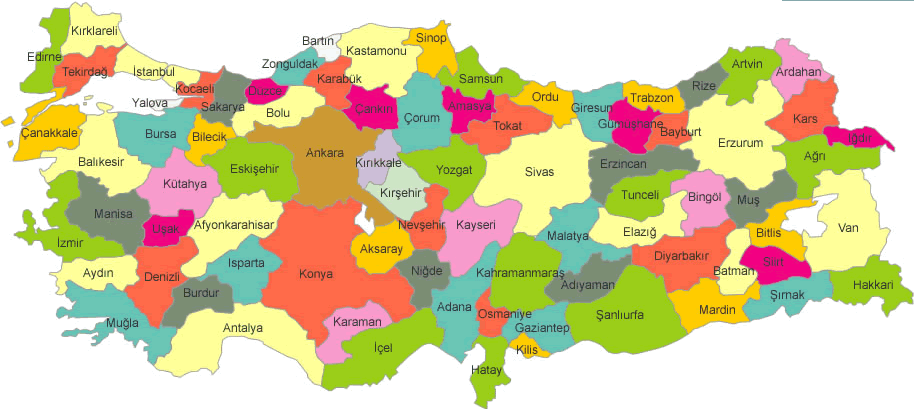 Kırklareli
Edirne
Tekirdağ
İstanbul
Kocaeli
Yalova
Sakarya
Düzce
Zonguldak
Bartın
Karabük
Kastamonu
Sinop
Samsun
Çankırı
Çorum
Amasya
Tokat
Ordu
Giresun
Gümüşhane
Trabzon
Bayburt
Rize
Artvin
Ardahan
Kars
Iğdır
Çanakkale
Bursa
Bilecik
Bolu
Ankara
Kırıkkale
Yozgat
Sivas
Erzincan
Erzurum
Ağrı
Balıkesir
Kütahya
Eskişehir
Kırşehir
Tunceli
Bingöl
Muş
Manisa
Uşak
Afyonkarahisar
Nevşehir
Kayseri
Malatya
Elazığ
Bitlis
Van
İzmir
Aydın
Denizli
Isparta
Konya
Aksaray
Niğde
Kahramanmaraş
Adıyaman
Diyarbakır
Batman
Siirt
Şırnak
Hakkari
Muğla
Burdur
Antalya
Karaman
İçel
Adana
Osmaniye
Gaziantep
Kilis
Hatay
Şanlıurfa
Mardin